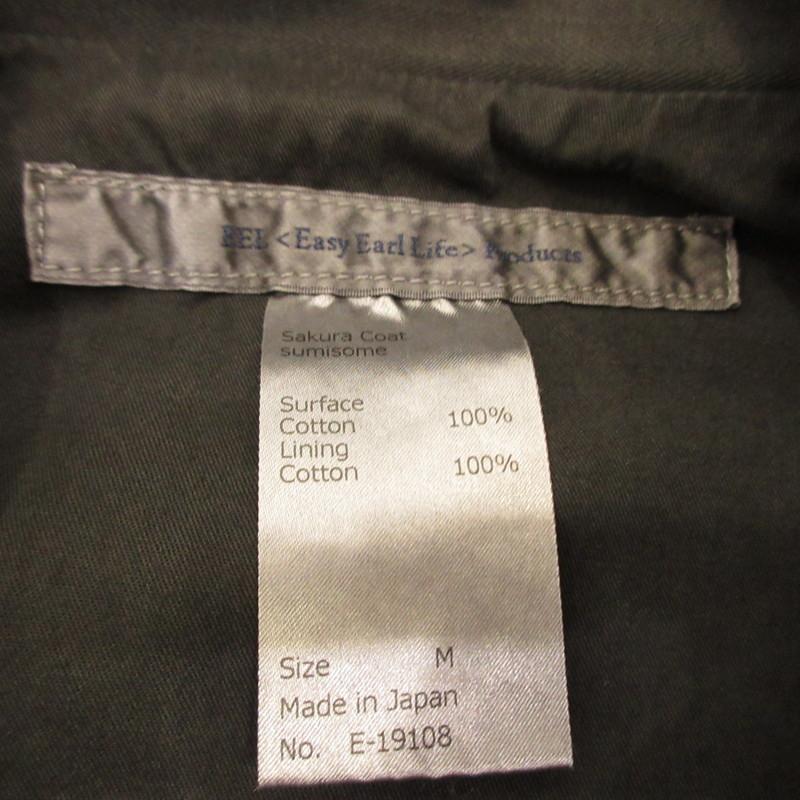 EEL <Easy Earl Life> Products
Sakura Coat
sumisome
Surface
Cotton 100%
Lining
Cotton 100%
Size M
Made in Japan
No. E-19108